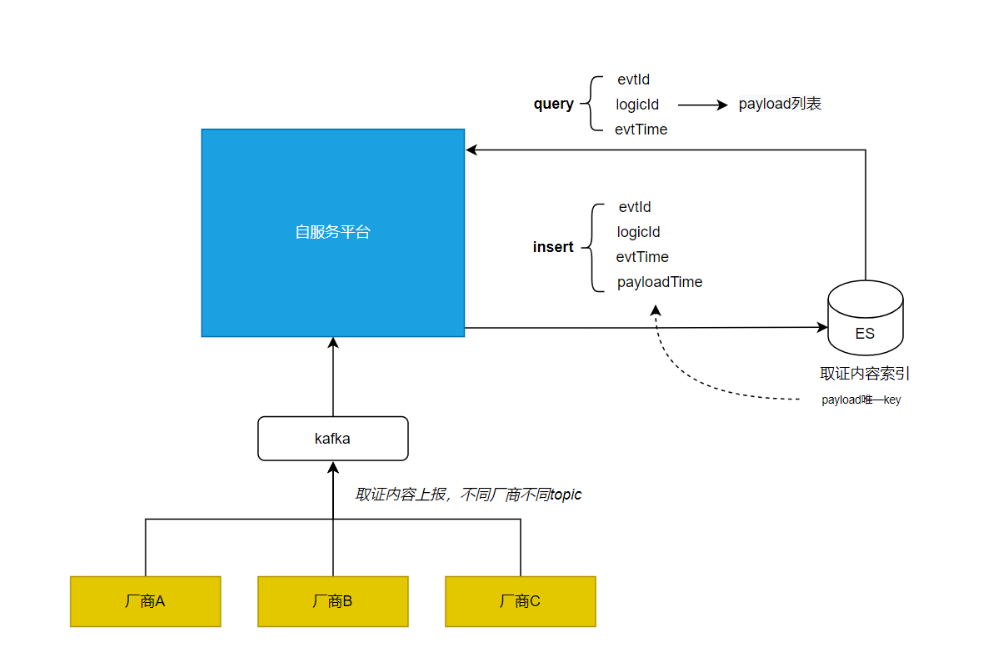 query
evtId
logicId
evtTime
payload列表
自服务平台
insert
evtId
logicId
evtTime
payloadTime
ES
取证内容索引
payload唯一key
kafka
取证内容上报，不同厂商不同topic
厂商A
厂商B
厂商C